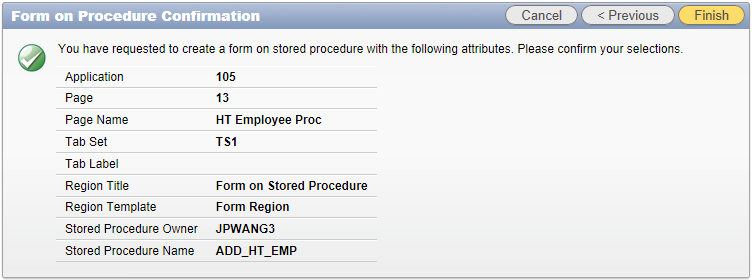 Form on Procedure Confirmation Cancel < Previous Finish
You have requested to create a form on stored procedure with the following attributes. Please confirm your selections.
Application 105
Page 13
Page Name HT Employee Proc
Tab Set TS1
Tab Label
Region Title Form on Stored Procedure
Region Template Form Region
Stored Procedure Owner JPWANG3
Stored Procedure Name ADD_HT_EMP